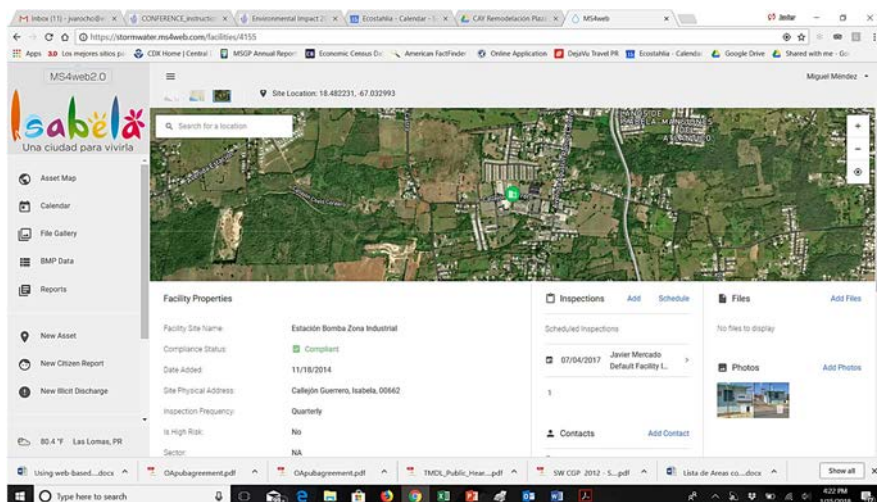 Inbox (11) - jvarocho@
CONFERENCE_instruction
Environmental Impact
Ecostahlia - Calendar -
CAY Remodelación Plaza
MS4web
https://stormwater.ms4web.com/facilities/4155
Apps
Los mejores sitios pa
CDX Home | Central
MSGP Annual Report
Economic Census Da
American FactFinder
Online Application
DejaVu Travel PR
Ecostahlia - Calendar
Google Drive
Shared with me - Go
MS4web2.0
Miguel Méndez
Site Location: 18.482231, -67.032993
Isabela
Una ciudad para vivirla
Search for a location
Asset Map
Calendar
File Gallery
BMP Data
Reports
New Asset
New Citizen Report
New Illicit Discharge
80.4 °F Las Lomas, PR
Facility Properties
Facility Site Name: Estación Bomba Zona Industrial
Compliance Status: Compliant
Date Added: 11/18/2014
Site Physical Address: Callejón Guerrero, Isabela, 00662
Inspection Frequency: Quarterly
Is High Risk: No
Sector: NA
Inspections Add Schedule
Scheduled Inspections
07/04/2017 Javier Mercado
Default Facility I...
1
Contacts Add Contact
Files Add Files
No files to display
Photos Add Photos
Using web-based....docx
OApubagreement.pdf
OApubagreement.pdf
TMDL_Public_Hear....pdf
SW CGP 2012 - S....pdf
Lista de Areas co....docx
Show all
Type here to search
4:22 PM